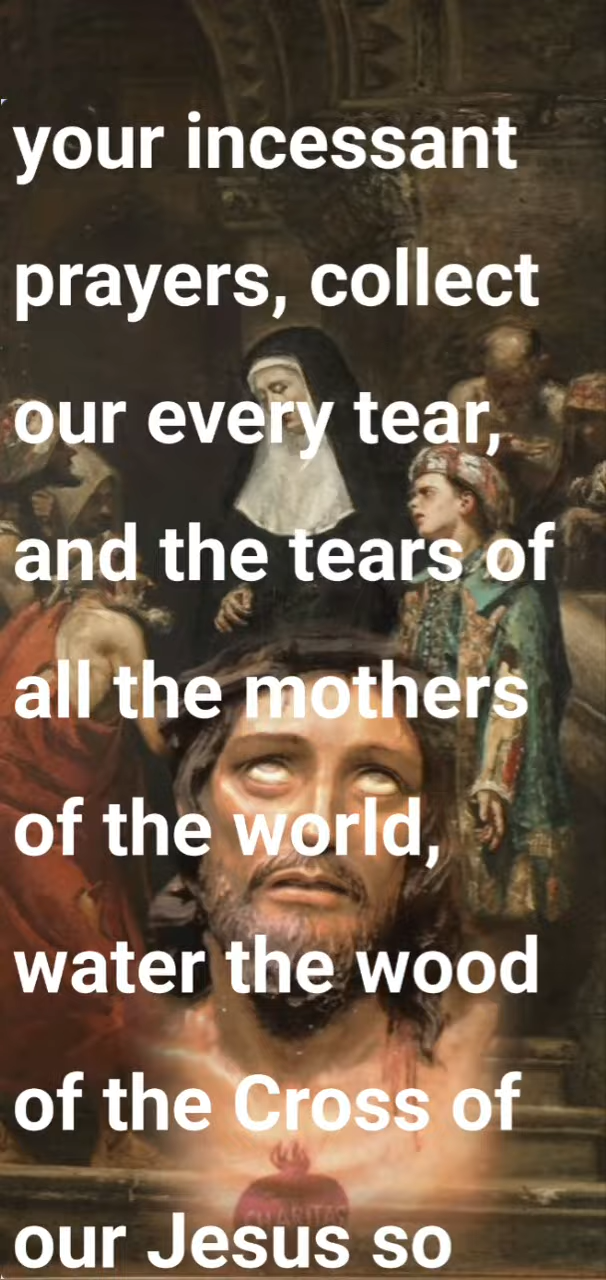 your incessant
prayers, collect
our every tear,
and the tears of
all the mothers
of the world,
water the wood
of the Cross of
our Jesus so
CHARITAS